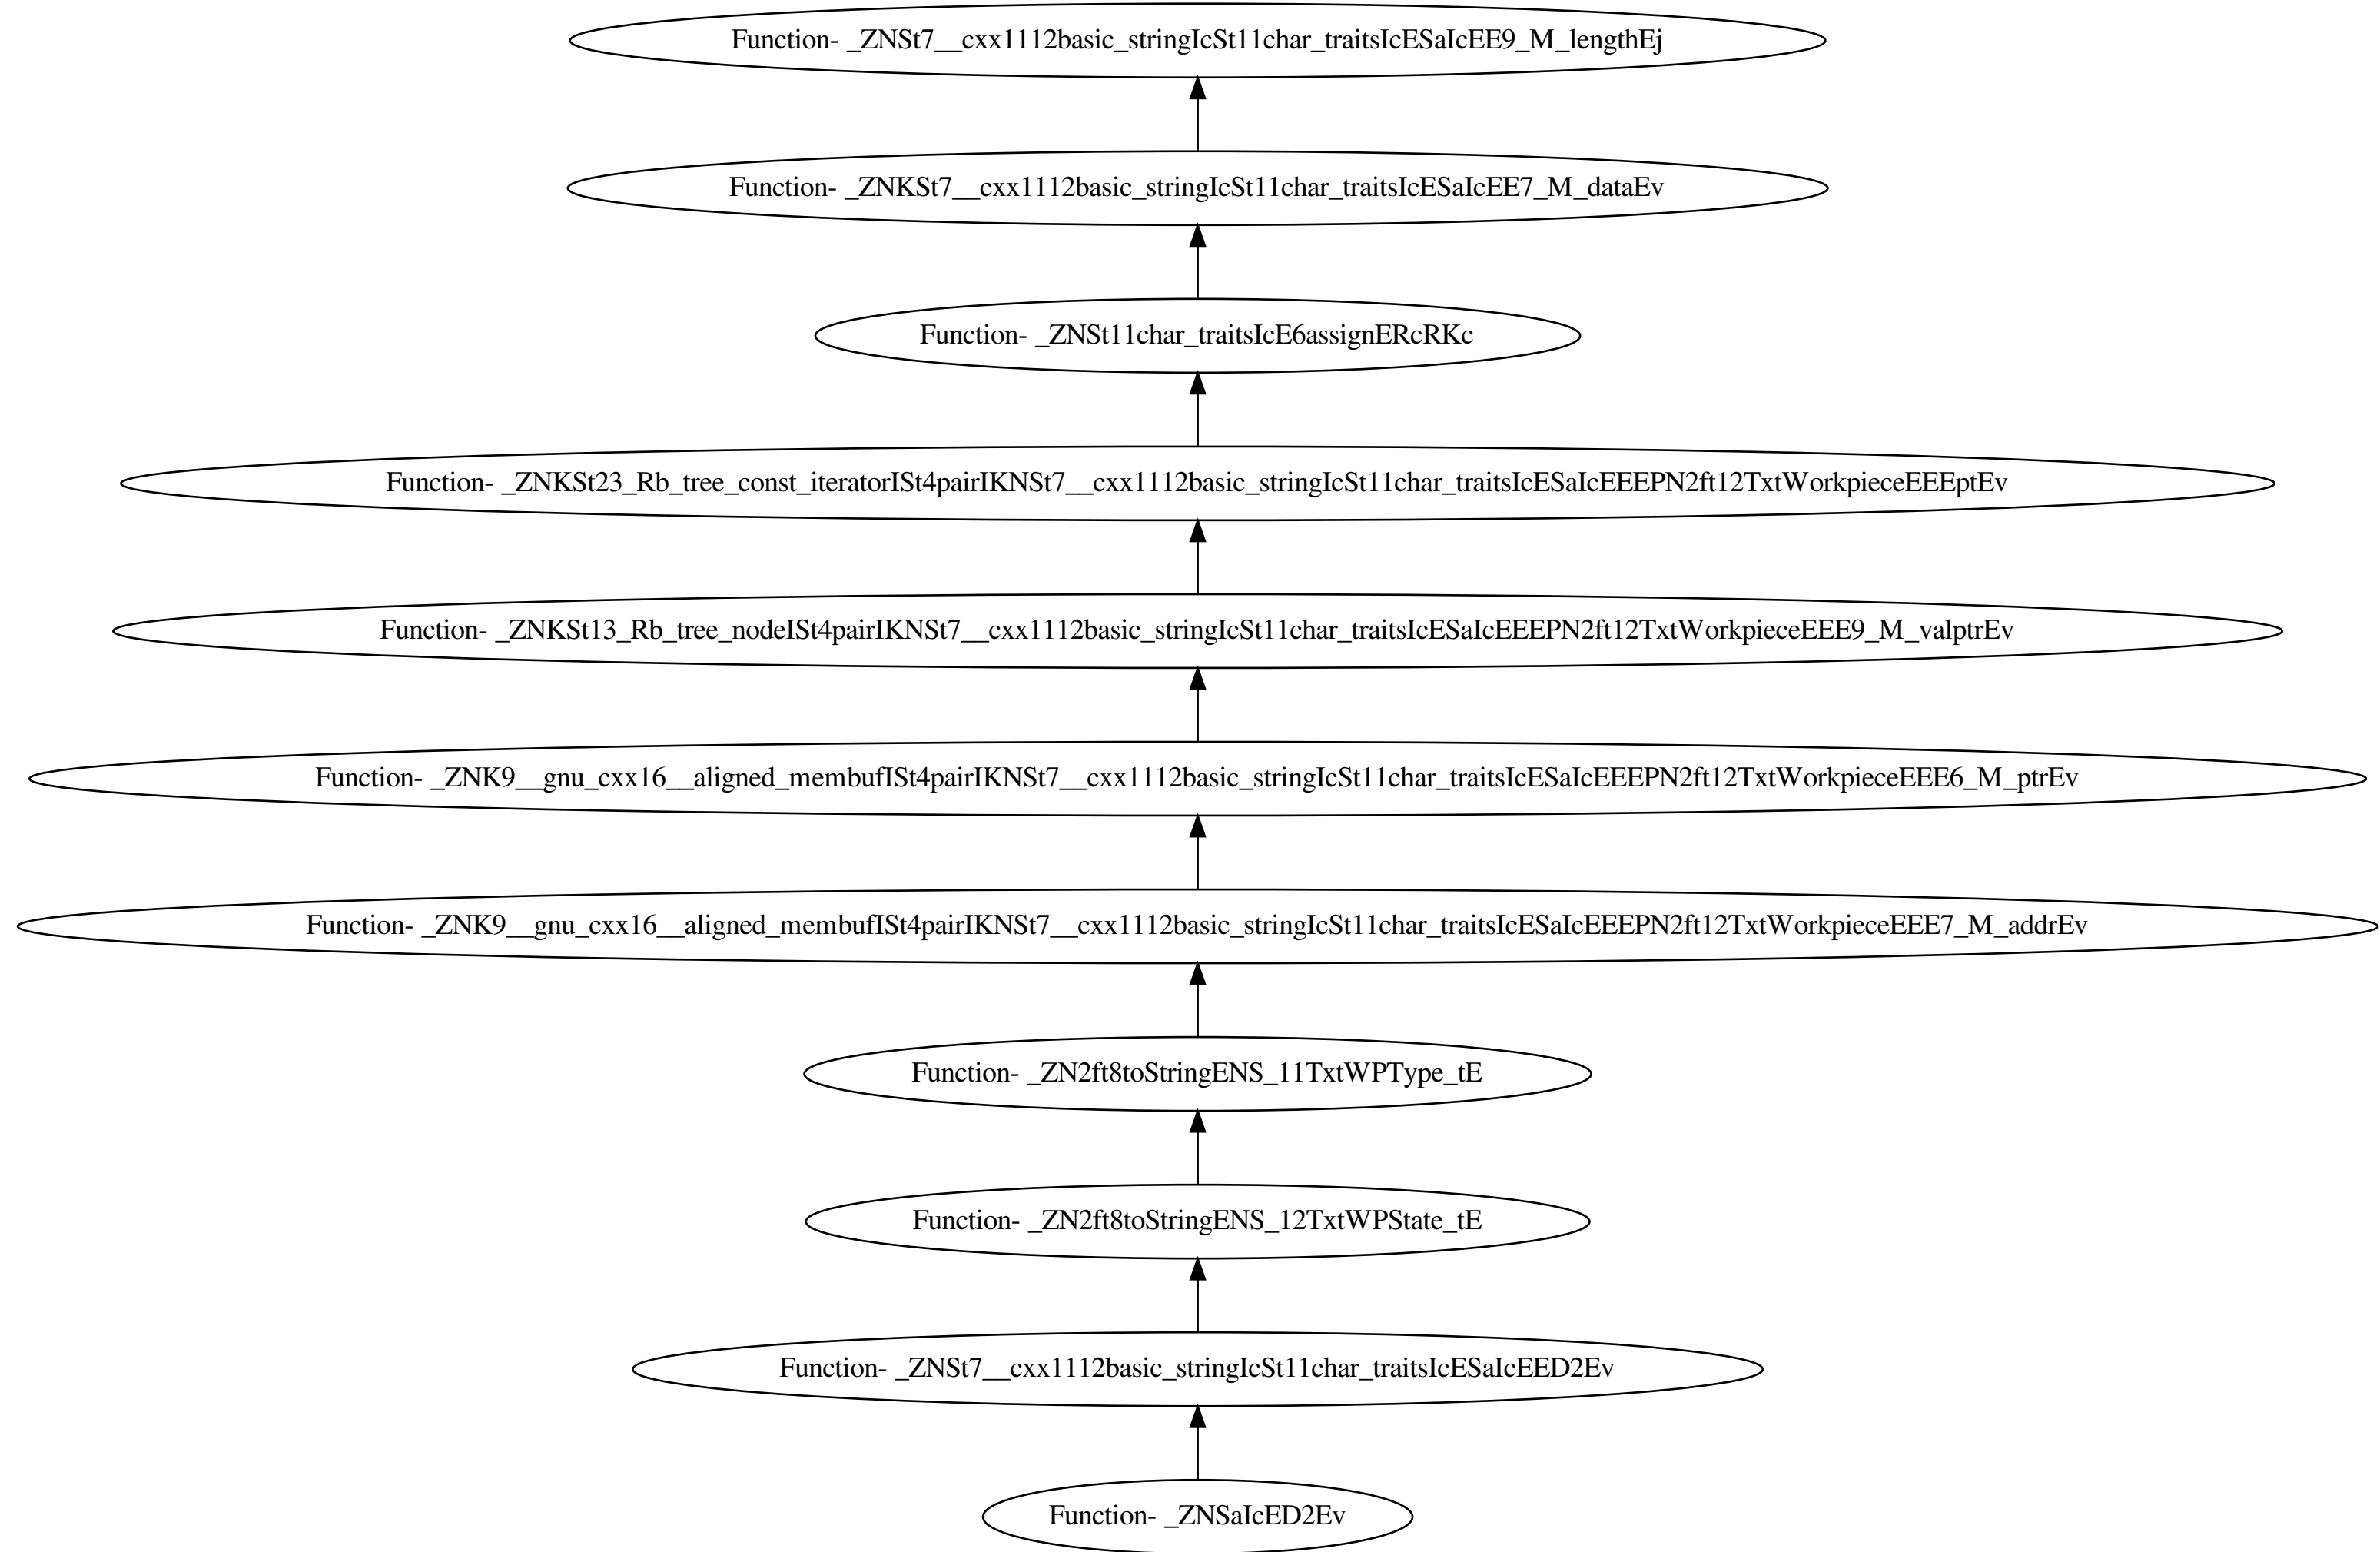 Function- _ZNSt7__cxx1112basic_stringIcSt11char_traitsIcESaIcEE9_M_lengthEj
Function- _ZNKSt7__cxx1112basic_stringIcSt11char_traitsIcESaIcEE7_M_dataEv
Function- _ZNSt11char_traitsIcE6assignERcRKc
Function- _ZNKSt23_Rb_tree_const_iteratorISt4pairIKNSt7__cxx1112basic_stringIcSt11char_traitsIcESaIcEEEPN2ft12TxtWorkpieceEEEptEv
Function- _ZNKSt13_Rb_tree_nodeISt4pairIKNSt7__cxx1112basic_stringIcSt11char_traitsIcESaIcEEEPN2ft12TxtWorkpieceEEE9_M_valptrEv
Function- _ZNK9__gnu_cxx16__aligned_membufISt4pairIKNSt7__cxx1112basic_stringIcSt11char_traitsIcESaIcEEEPN2ft12TxtWorkpieceEEE6_M_ptrEv
Function- _ZNK9__gnu_cxx16__aligned_membufISt4pairIKNSt7__cxx1112basic_stringIcSt11char_traitsIcESaIcEEEPN2ft12TxtWorkpieceEEE7_M_addrEv
Function- _ZN2ft8toStringENS_11TxtWPType_tE
Function- _ZN2ft8toStringENS_12TxtWPState_tE
Function- _ZNSt7__cxx1112basic_stringIcSt11char_traitsIcESaIcEED2Ev
Function- _ZNSaIcED2Ev